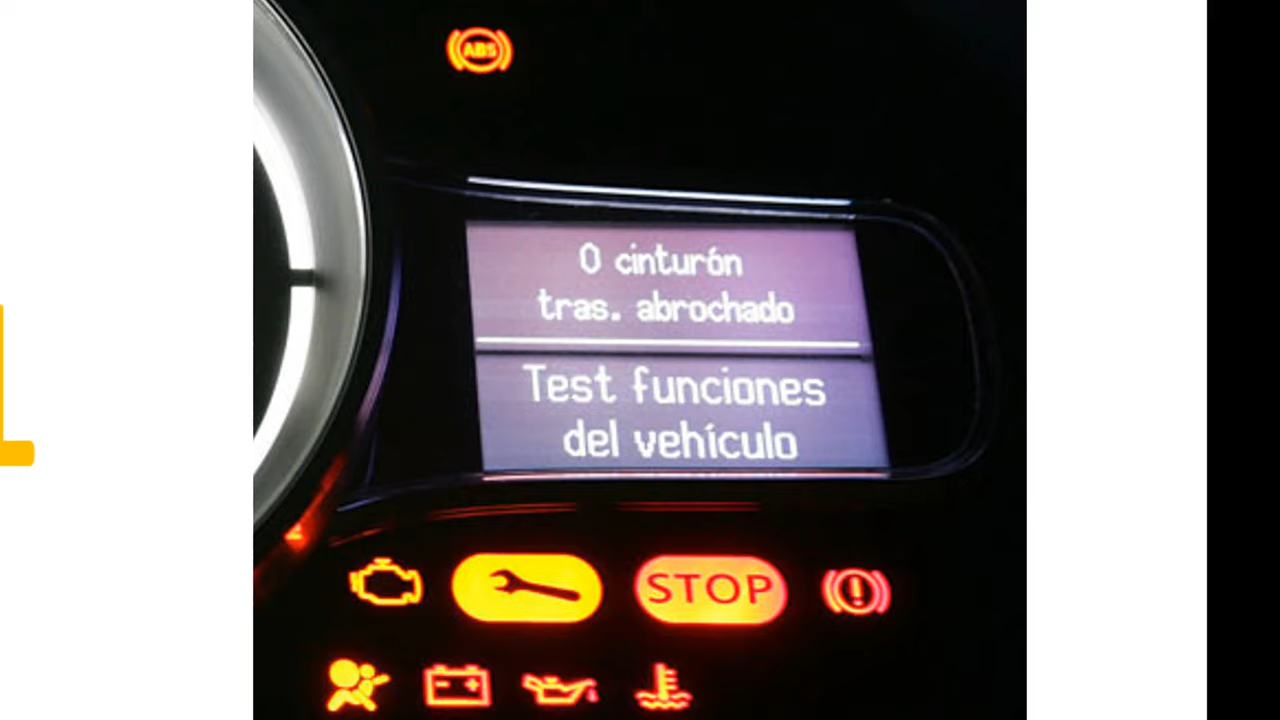 ABS
0 cinturón
tras. abrochado
Test funciones
del vehículo
STOP